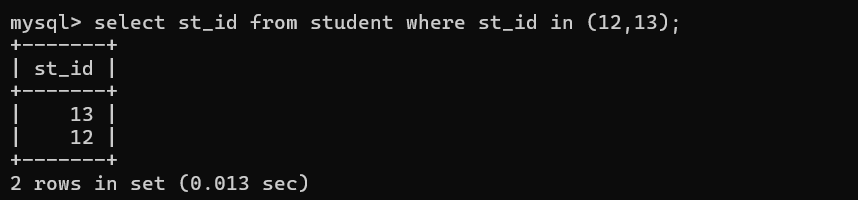 mysql> select st_id from student where st_id in (12,13);
+-------+
| st_id |
+-------+
|    13 |
|    12 |
+-------+
2 rows in set (0.013 sec)